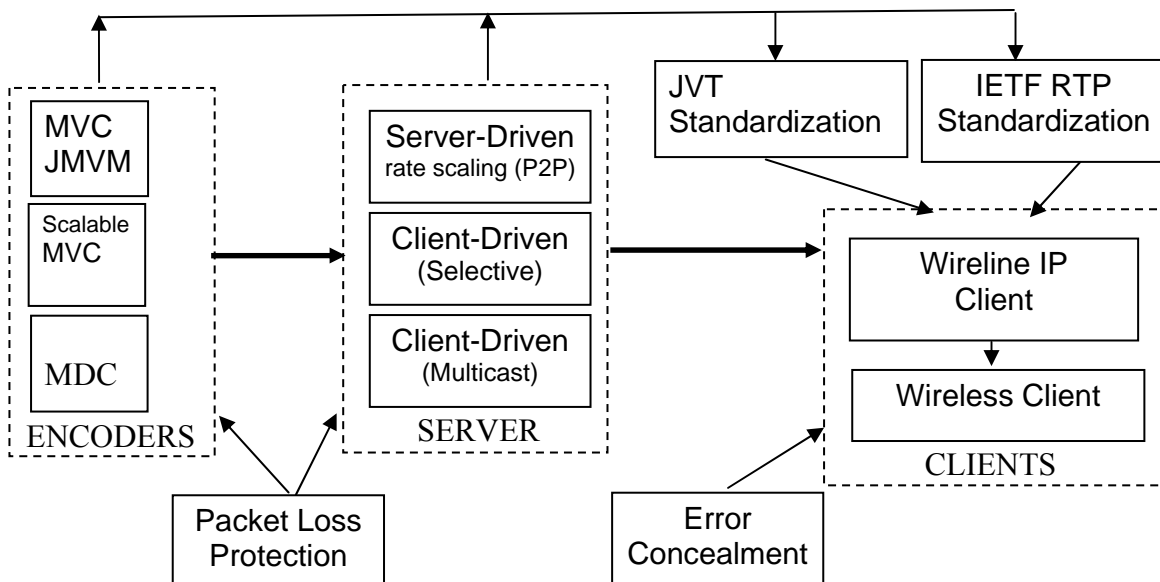 MVC
JMVM
Scalable
MVC
MDC
ENCODERS
Server-Driven
rate scaling (P2P)
Client-Driven
(Selective)
Client-Driven
(Multicast)
SERVER
JVT
Standardization
IETF RTP
Standardization
Wireline IP
Client
Wireless Client
CLIENTS
Packet Loss
Protection
Error
Concealment